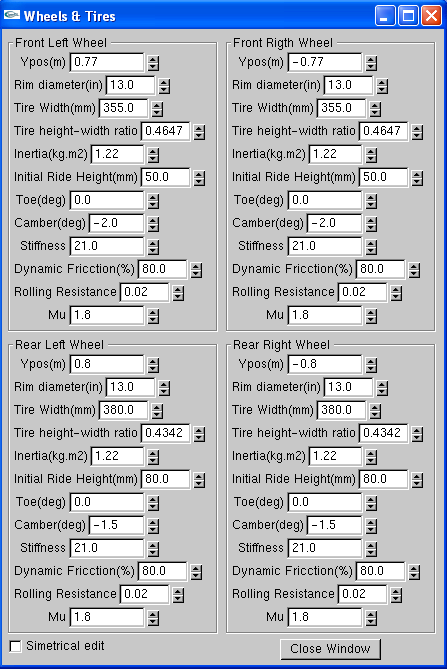 Wheels & Tires
Front Left Wheel
Ypos(m) 0.77
Rim diameter(in) 13.0
Tire Width(mm) 355.0
Tire height-width ratio 0.4647
Inertia(kg.m2) 1.22
Initial Ride Height(mm) 50.0
Toe(deg) 0.0
Camber(deg) -2.0
Stiffness 21.0
Dynamic Fricction(%) 80.0
Rolling Resistance 0.02
Mu 1.8
Front Rigth Wheel
Ypos(m) -0.77
Rim diameter(in) 13.0
Tire Width(mm) 355.0
Tire height-width ratio 0.4647
Inertia(kg.m2) 1.22
Initial Ride Height(mm) 50.0
Toe(deg) 0.0
Camber(deg) -2.0
Stiffness 21.0
Dynamic Fricction(%) 80.0
Rolling Resistance 0.02
Mu 1.8
Rear Left Wheel
Ypos(m) 0.8
Rim diameter(in) 13.0
Tire Width(mm) 380.0
Tire height-width ratio 0.4342
Inertia(kg.m2) 1.22
Initial Ride Height(mm) 80.0
Toe(deg) 0.0
Camber(deg) -1.5
Stiffness 21.0
Dynamic Fricction(%) 80.0
Rolling Resistance 0.02
Mu 1.8
Rear Right Wheel
Ypos(m) -0.8
Rim diameter(in) 13.0
Tire Width(mm) 380.0
Tire height-width ratio 0.4342
Inertia(kg.m2) 1.22
Initial Ride Height(mm) 80.0
Toe(deg) 0.0
Camber(deg) -1.5
Stiffness 21.0
Dynamic Fricction(%) 80.0
Rolling Resistance 0.02
Mu 1.8
Simetrical edit
Close Window